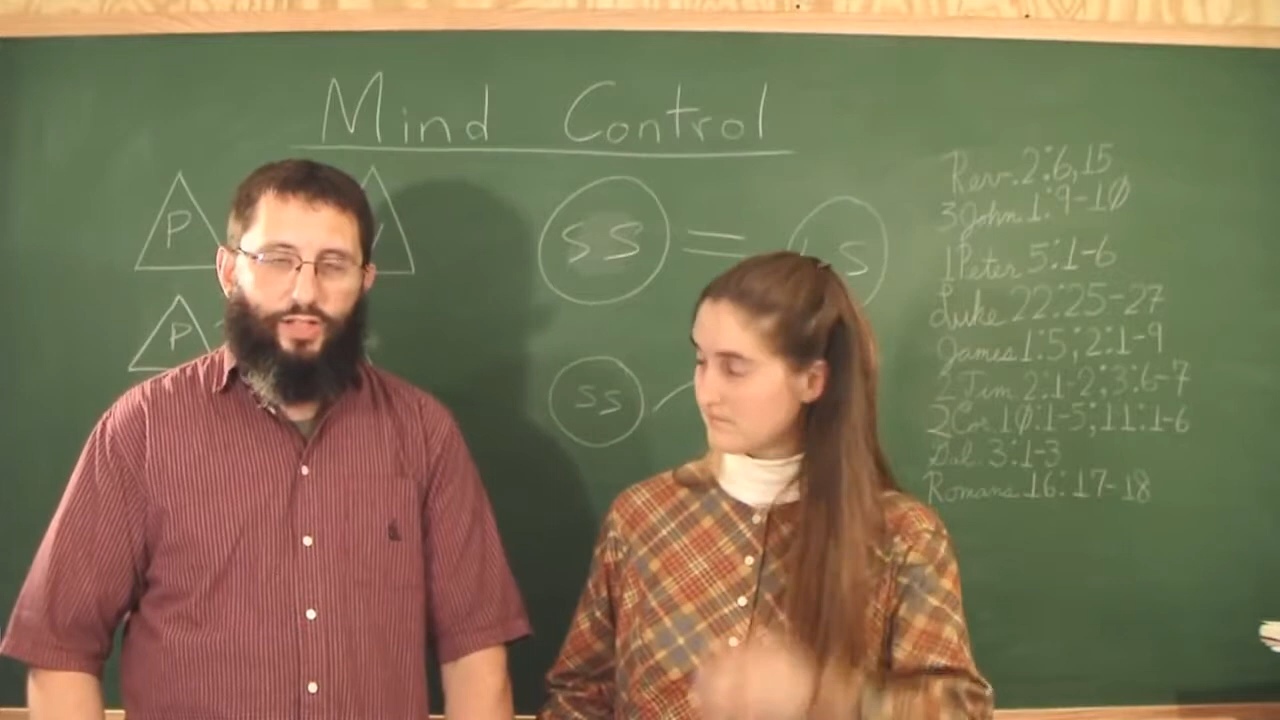 Mind Control
P
SS = S
P
SS
Rev. 2:6,15
3 John 1:9-10
1 Peter 5:1-6
Luke 22:25-27
James 1:5; 2:1-9
2 Tim 2:1-2; 3:6-7
2 Cor. 10:1-5; 11:1-6
Gal. 3:1-3
Romans 16:17-18